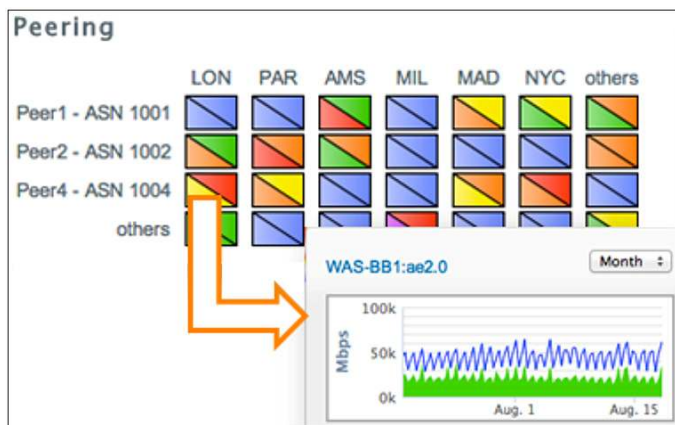 Peering
LON PAR AMS MIL MAD NYC others
Peer1 - ASN 1001
Peer2 - ASN 1002
Peer4 - ASN 1004
others
WAS-BB1:ae2.0
Month
100k
50k
0k
Mbps
Aug. 1 Aug. 15